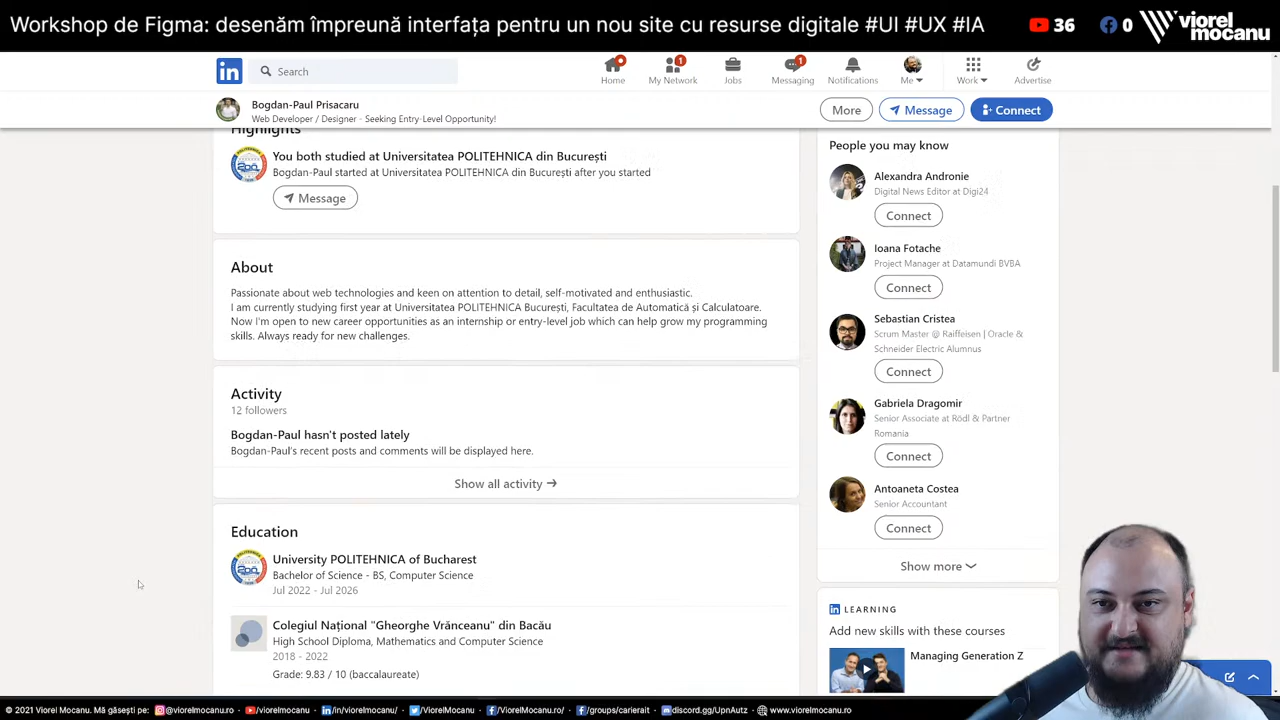 Workshop de Figma: desenăm împreună interfața pentru un nou site cu resurse digitale #UI #UX #IA
36
0
viorel
mocanu
in
Search
Home
1
My Network
Jobs
1
Messaging
Notifications
Me
Work
Advertise
Bogdan-Paul Prisacaru
Web Developer / Designer · Seeking Entry-Level Opportunity!
More
Message
Connect
Highlights
You both studied at Universitatea POLITEHNICA din București
Bogdan-Paul started at Universitatea POLITEHNICA din București after you started
Message
About
Passionate about web technologies and keen on attention to detail, self-motivated and enthusiastic.
I am currently studying first year at Universitatea POLITEHNICA București, Facultatea de Automatică și Calculatoare.
Now I'm open to new career opportunities as an internship or entry-level job which can help grow my programming
skills. Always ready for new challenges.
Activity
12 followers
Bogdan-Paul hasn't posted lately
Bogdan-Paul's recent posts and comments will be displayed here.
Show all activity →
Education
University POLITEHNICA of Bucharest
Bachelor of Science - BS, Computer Science
Jul 2022 - Jul 2026
Colegiul Național "Gheorghe Vrânceanu" din Bacău
High School Diploma, Mathematics and Computer Science
2018 - 2022
Grade: 9.83 / 10 (baccalaureate)
People you may know
Alexandra Andronie
Digital News Editor at Digi24
Connect
Ioana Fotache
Project Manager at Datamundi BVBA
Connect
Sebastian Cristea
Scrum Master @ Raiffeisen | Oracle &
Schneider Electric Alumnus
Connect
Gabriela Dragomir
Senior Associate at Rödl & Partner
Romania
Connect
Antoaneta Costea
Senior Accountant
Connect
Show more
in LEARNING
Add new skills with these courses
Managing Generation Z
© 2021 Viorel Mocanu. Mă găsești pe: @viorelmocanu.ro /viorelmocanu /in/viorelmocanu/ /ViorelMocanu /ViorelMocanu.ro/ /groups/carierait discord.gg/UpnAutz www.viorelmocanu.ro